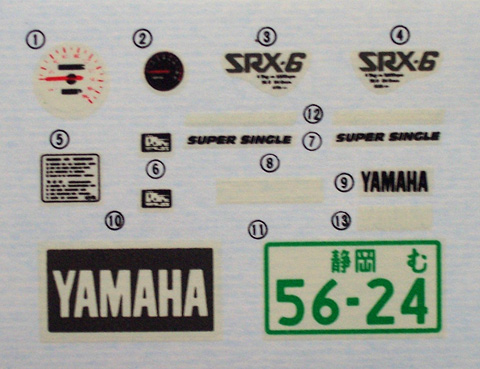 ① ② ③ ④
SRX-6 SRX-6
⑫
⑤ SUPER SINGLE ⑦ SUPER SINGLE
⑥ ⑧
⑨ YAMAHA
⑩ ⑪ ⑬
YAMAHA
静岡 む
56-24